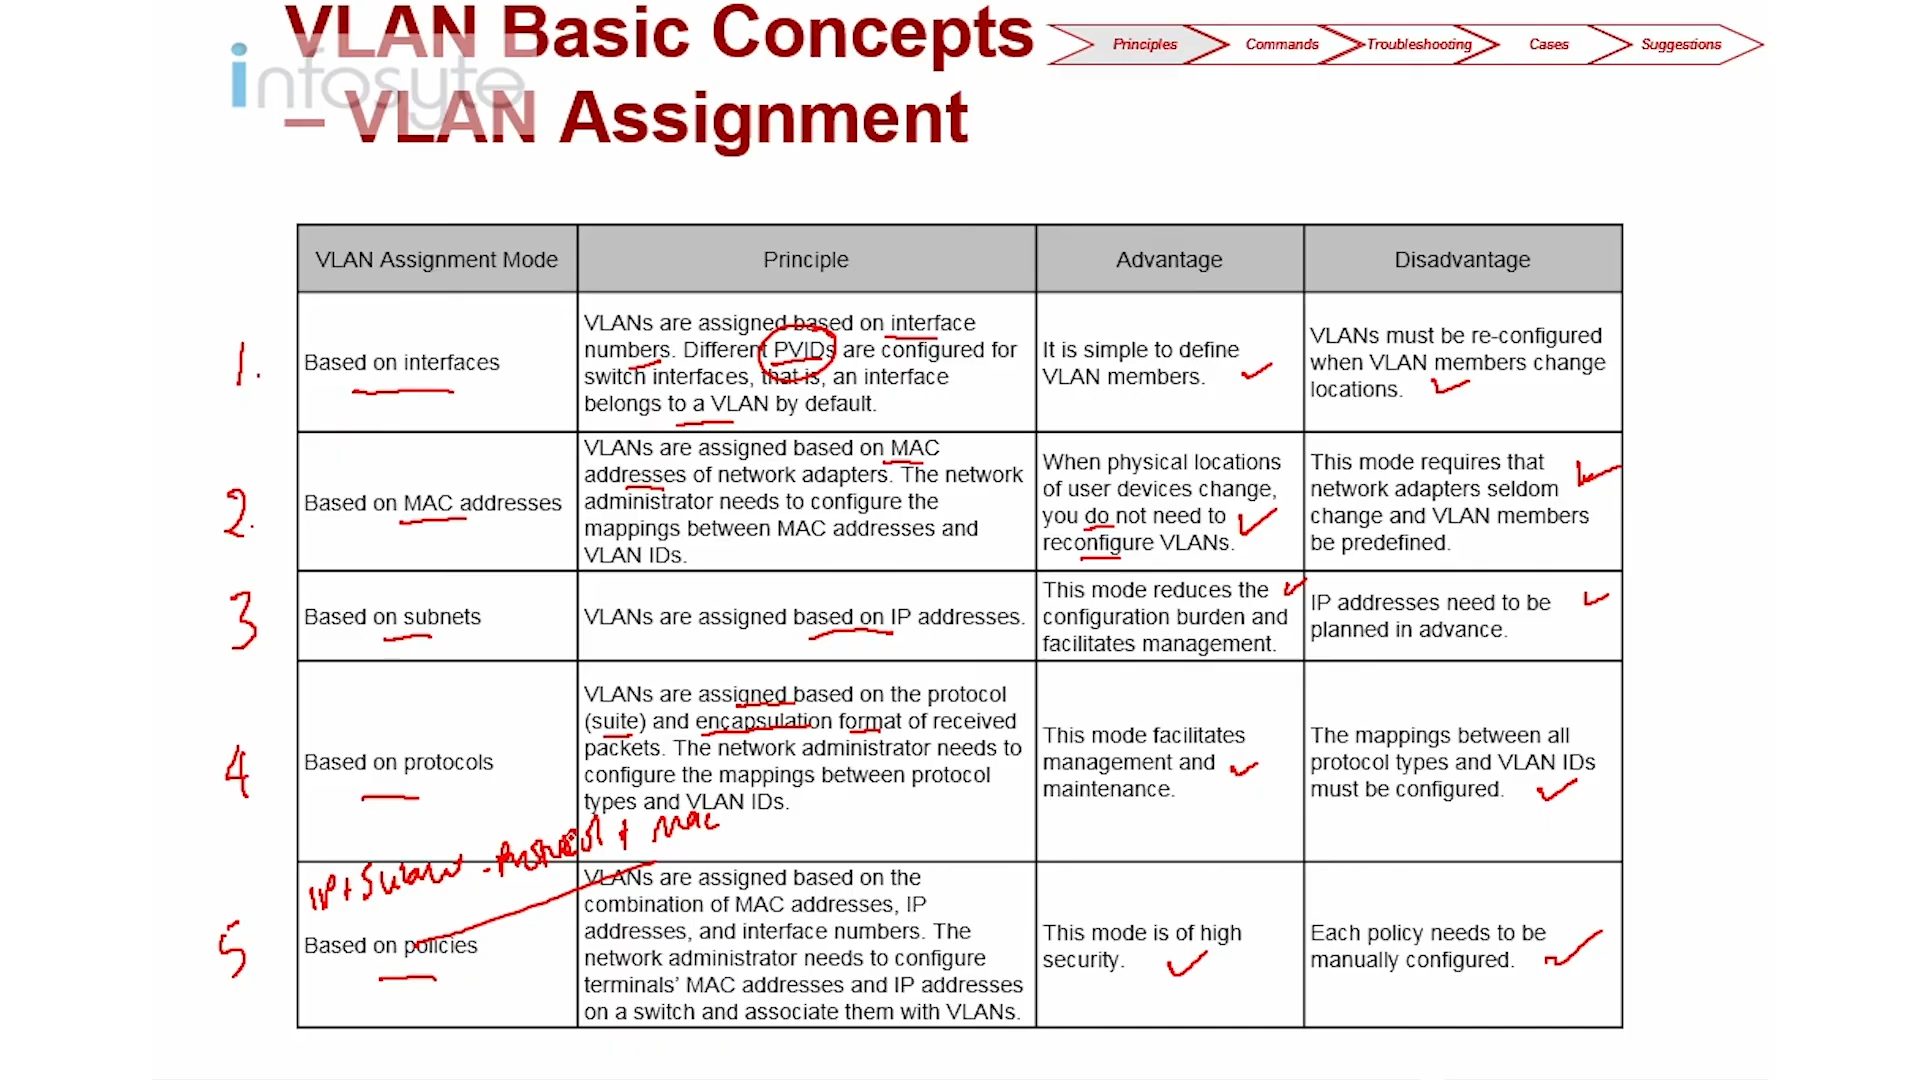 VLAN Basic Concepts
– VLAN Assignment
infosyte
Principles
Commands
Troubleshooting
Cases
Suggestions
VLAN Assignment Mode
Principle
Advantage
Disadvantage
1.
Based on interfaces
VLANs are assigned based on interface
numbers. Different PVIDs are configured for
switch interfaces, that is, an interface
belongs to a VLAN by default.
It is simple to define
VLAN members.
VLANs must be re-configured
when VLAN members change
locations.
2.
Based on MAC addresses
VLANs are assigned based on MAC
addresses of network adapters. The network
administrator needs to configure the
mappings between MAC addresses and
VLAN IDs.
When physical locations
of user devices change,
you do not need to
reconfigure VLANs.
This mode requires that
network adapters seldom
change and VLAN members
be predefined.
3
Based on subnets
VLANs are assigned based on IP addresses.
This mode reduces the
configuration burden and
facilitates management.
IP addresses need to be
planned in advance.
4
Based on protocols
VLANs are assigned based on the protocol
(suite) and encapsulation format of received
packets. The network administrator needs to
configure the mappings between protocol
types and VLAN IDs.
This mode facilitates
management and
maintenance.
The mappings between all
protocol types and VLAN IDs
must be configured.
IP + + Mac
5
Based on policies
VLANs are assigned based on the
combination of MAC addresses, IP
addresses, and interface numbers. The
network administrator needs to configure
terminals’ MAC addresses and IP addresses
on a switch and associate them with VLANs.
This mode is of high
security.
Each policy needs to be
manually configured.